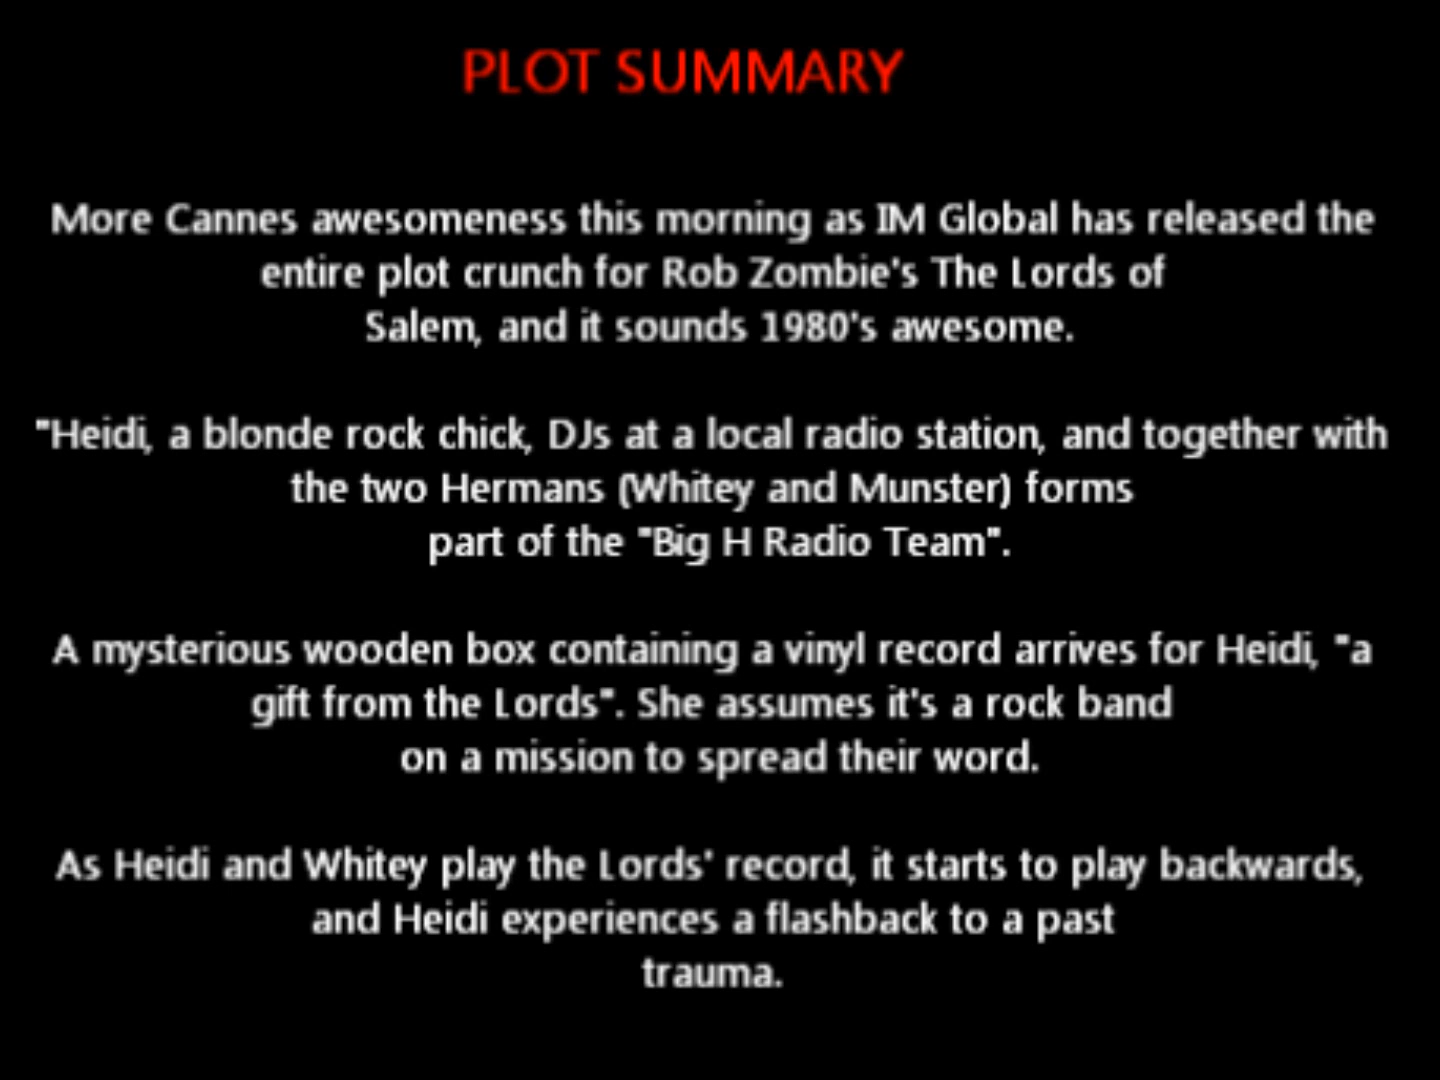 PLOT SUMMARY
More Cannes awesomeness this morning as IM Global has released the
entire plot crunch for Rob Zombie's The Lords of
Salem, and it sounds 1980's awesome.
"Heidi, a blonde rock chick, DJs at a local radio station, and together with
the two Hermans (Whitey and Munster) forms
part of the "Big H Radio Team".
A mysterious wooden box containing a vinyl record arrives for Heidi, "a
gift from the Lords". She assumes it's a rock band
on a mission to spread their word.
As Heidi and Whitey play the Lords' record, it starts to play backwards,
and Heidi experiences a flashback to a past
trauma.